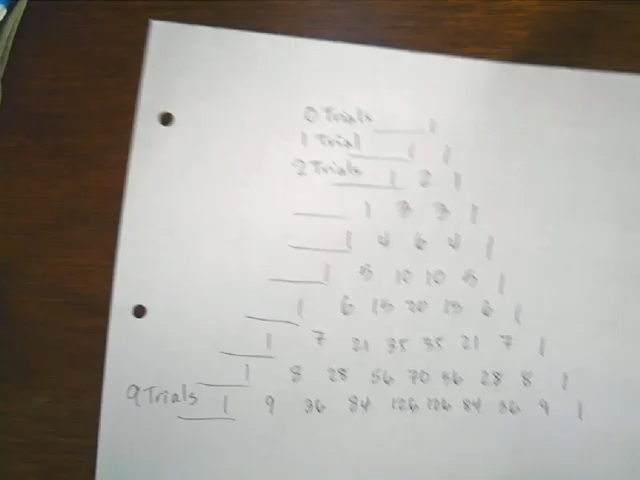 0 Trials 1
1 Trial 1 1
2 Trials 1 2 1
1 3 3 1
1 4 6 4 1
1 5 10 10 5 1
1 6 15 20 15 6 1
1 7 21 35 35 21 7 1
1 8 28 56 70 56 28 8 1
9 Trials 1 9 36 84 126 126 84 36 9 1